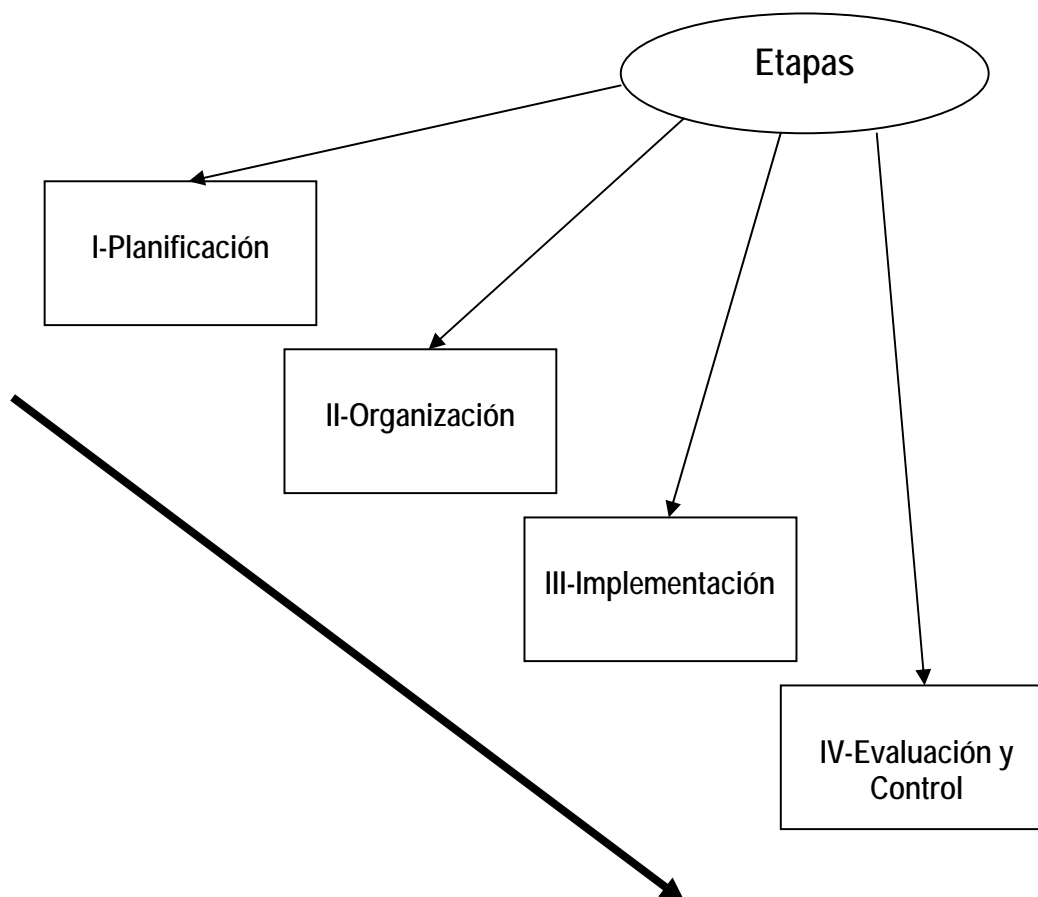 Etapas
I-Planificación
II-Organización
III-Implementación
IV-Evaluación y
Control